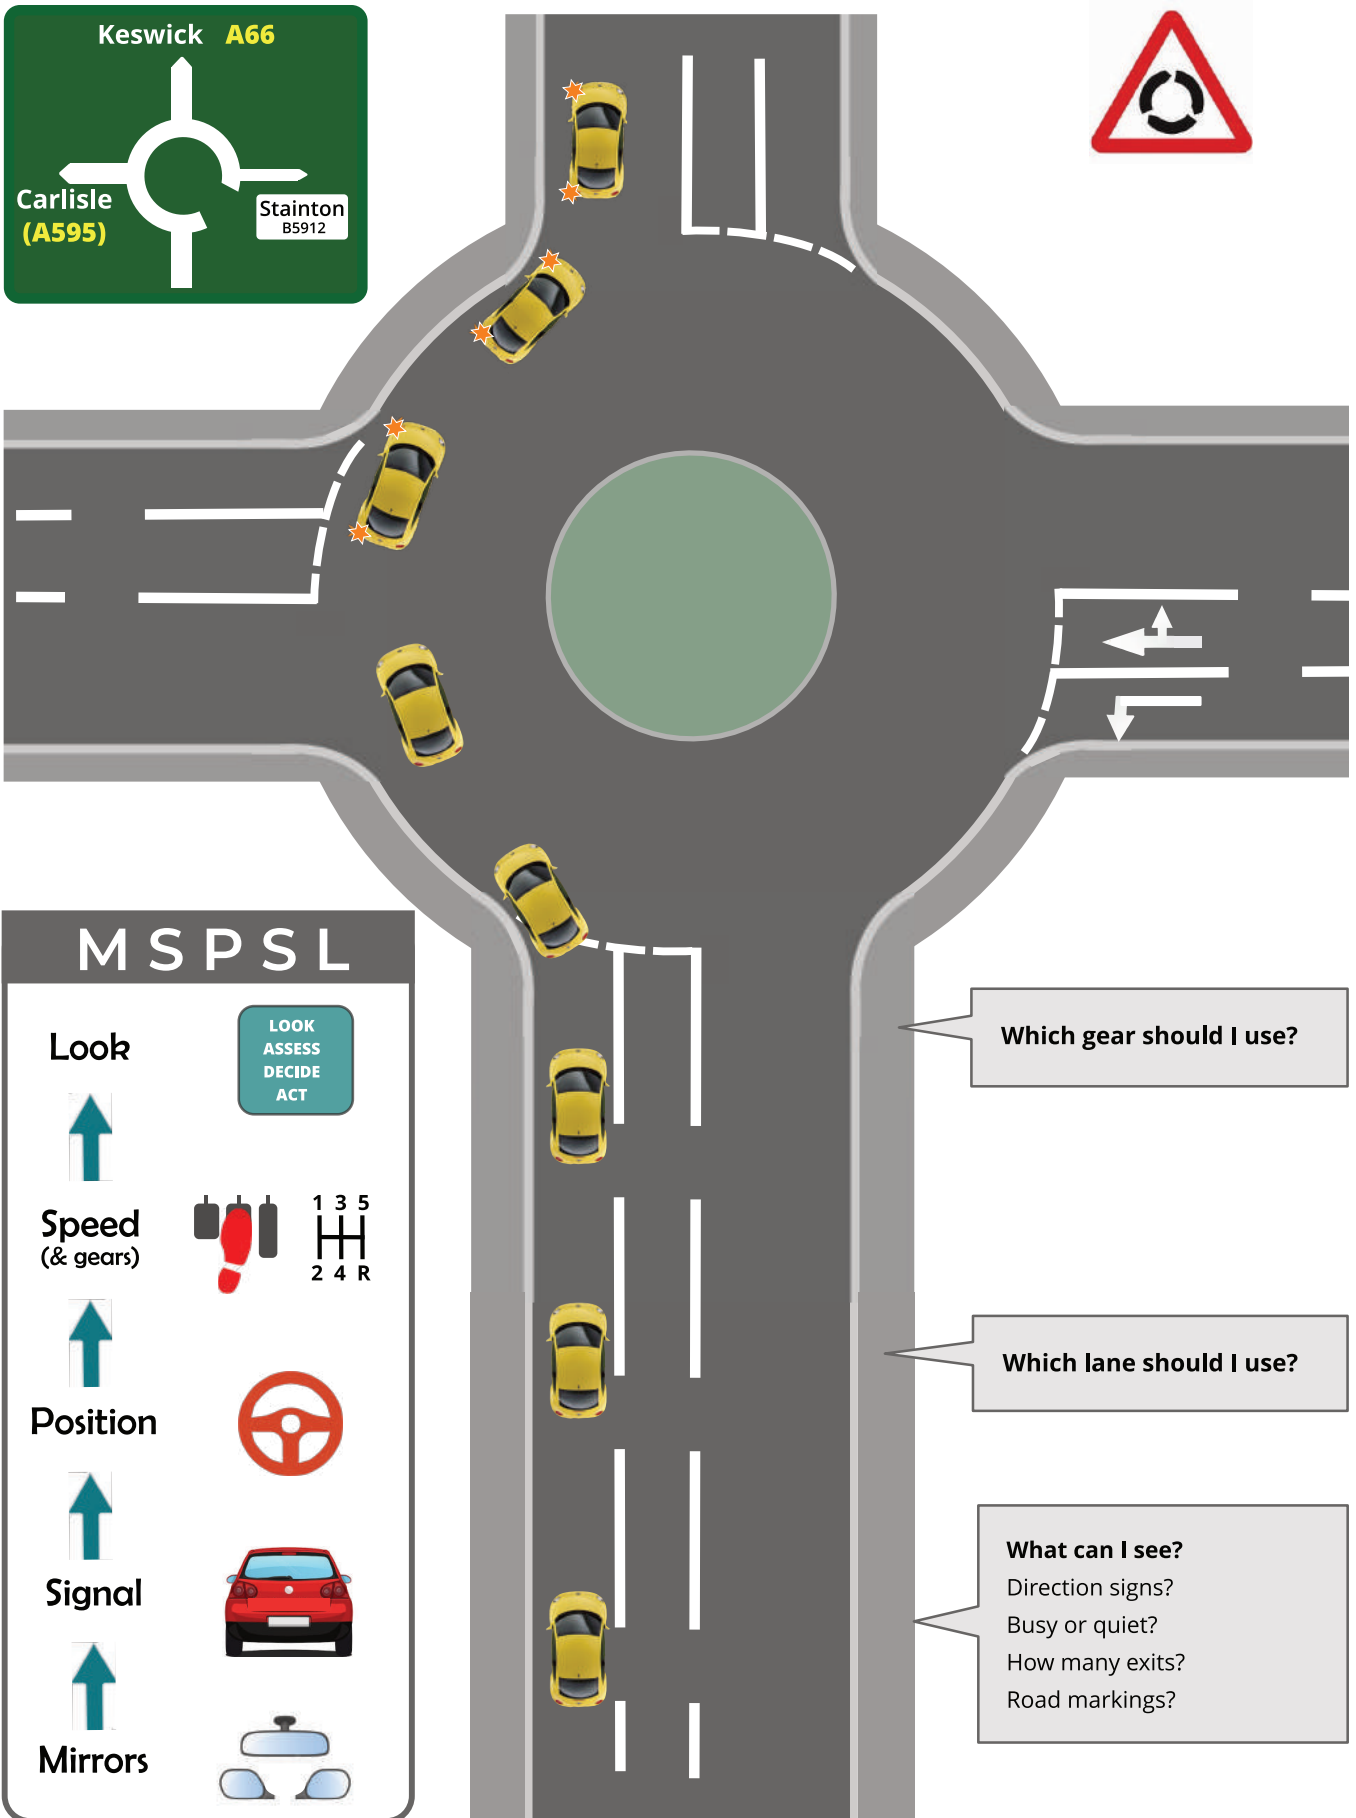 Keswick A66
Carlisle
(A595)
Stainton
B5912
MSPSL
Look
LOOK
ASSESS
DECIDE
ACT
Speed
(& gears)
1 3 5
2 4 R
Position
Signal
Mirrors
Which gear should I use?
Which lane should I use?
What can I see?
Direction signs?
Busy or quiet?
How many exits?
Road markings?